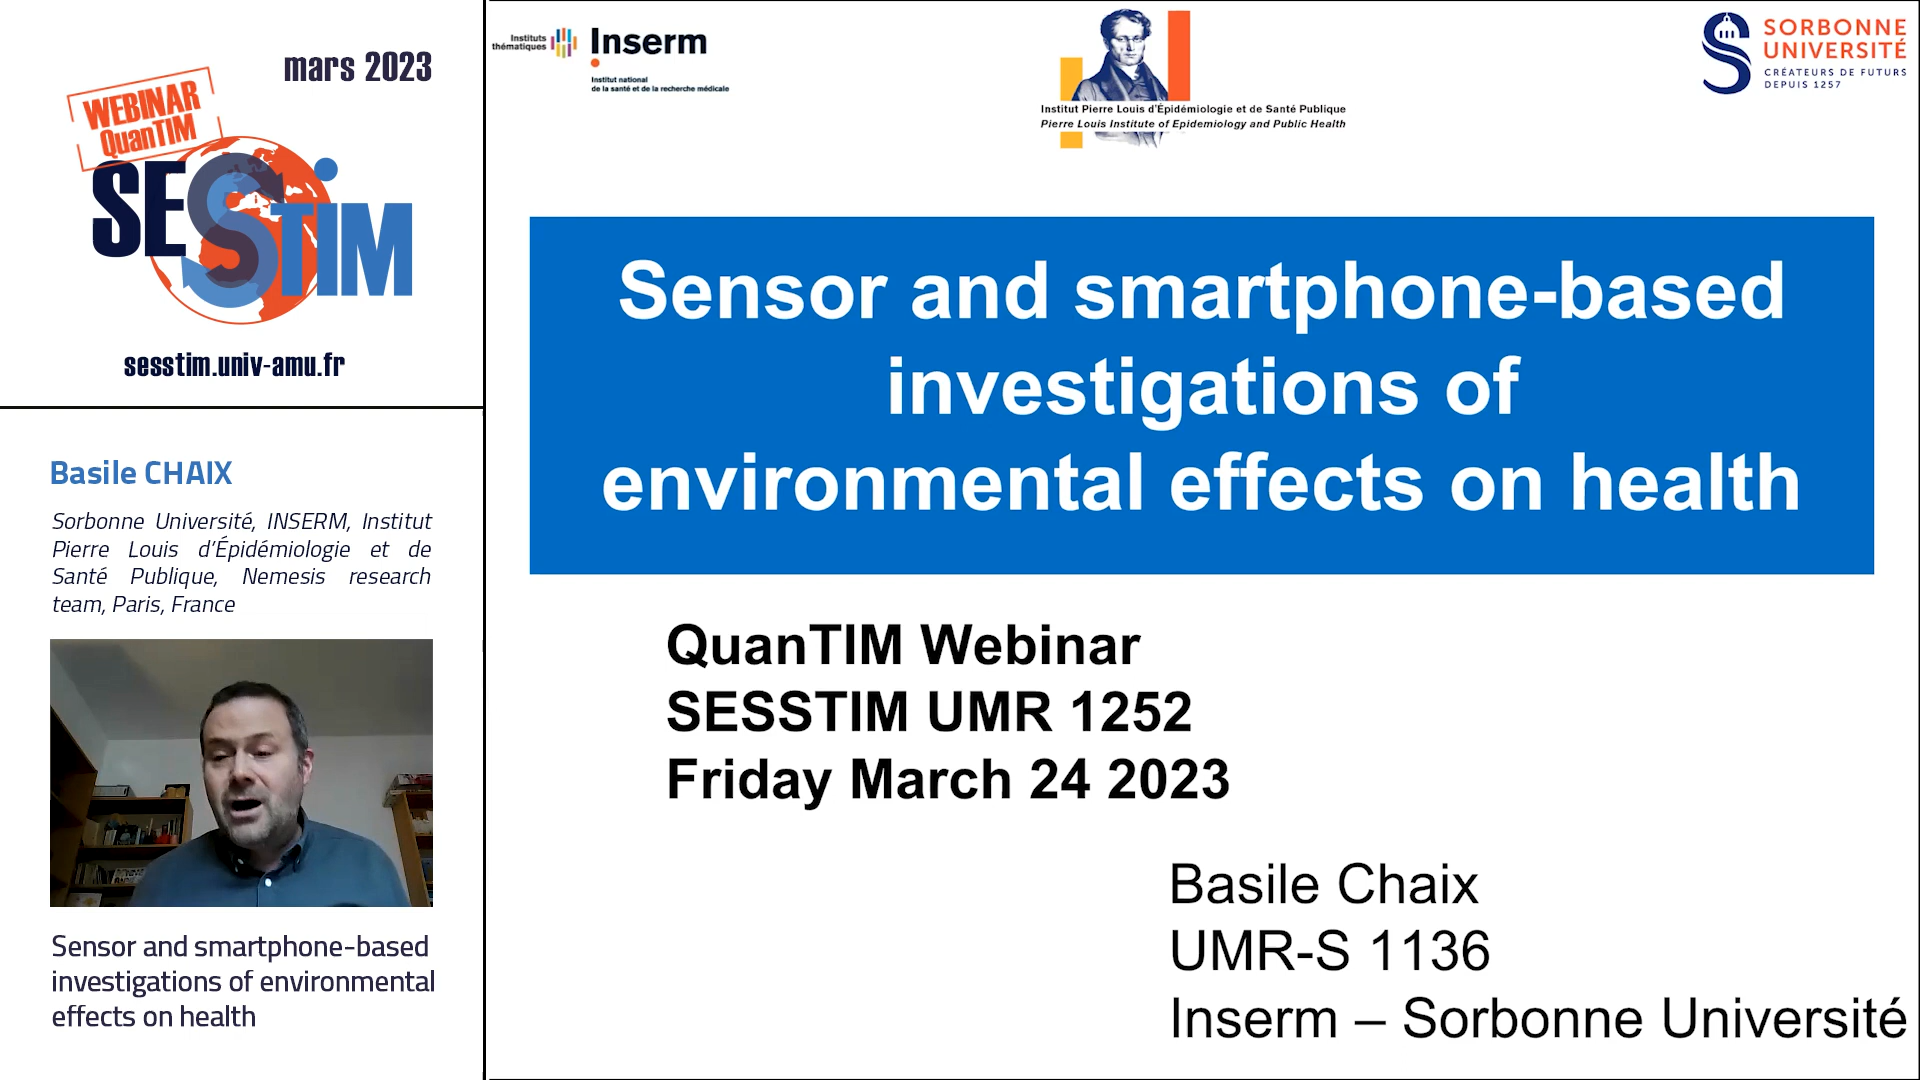 mars 2023
WEBINAR
QuanTIM
SESSTIM
sesstim.univ-amu.fr
Basile CHAIX
Sorbonne Université, INSERM, Institut
Pierre Louis d’Épidémiologie et de
Santé Publique, Nemesis research
team, Paris, France
Sensor and smartphone-based
investigations of environmental
effects on health
Instituts
thématiques
Inserm
Institut national
de la santé et de la recherche médicale
Institut Pierre Louis d'Épidémiologie et de Santé Publique
Pierre Louis Institute of Epidemiology and Public Health
SORBONNE
UNIVERSITÉ
CRÉATEURS DE FUTURS
DEPUIS 1257
Sensor and smartphone-based
investigations of
environmental effects on health
QuanTIM Webinar
SESSTIM UMR 1252
Friday March 24 2023
Basile Chaix
UMR-S 1136
Inserm – Sorbonne Université